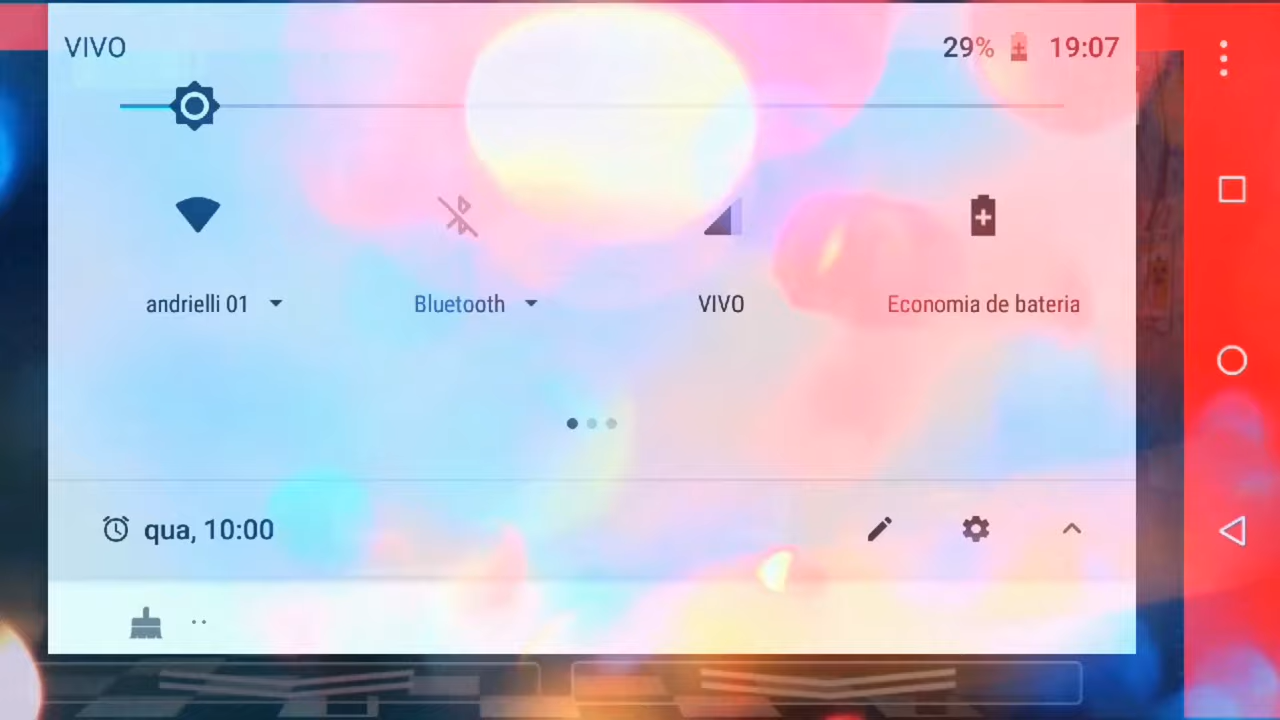 VIVO 29% 19:07
andrielli 01 Bluetooth VIVO Economia de bateria
qua, 10:00